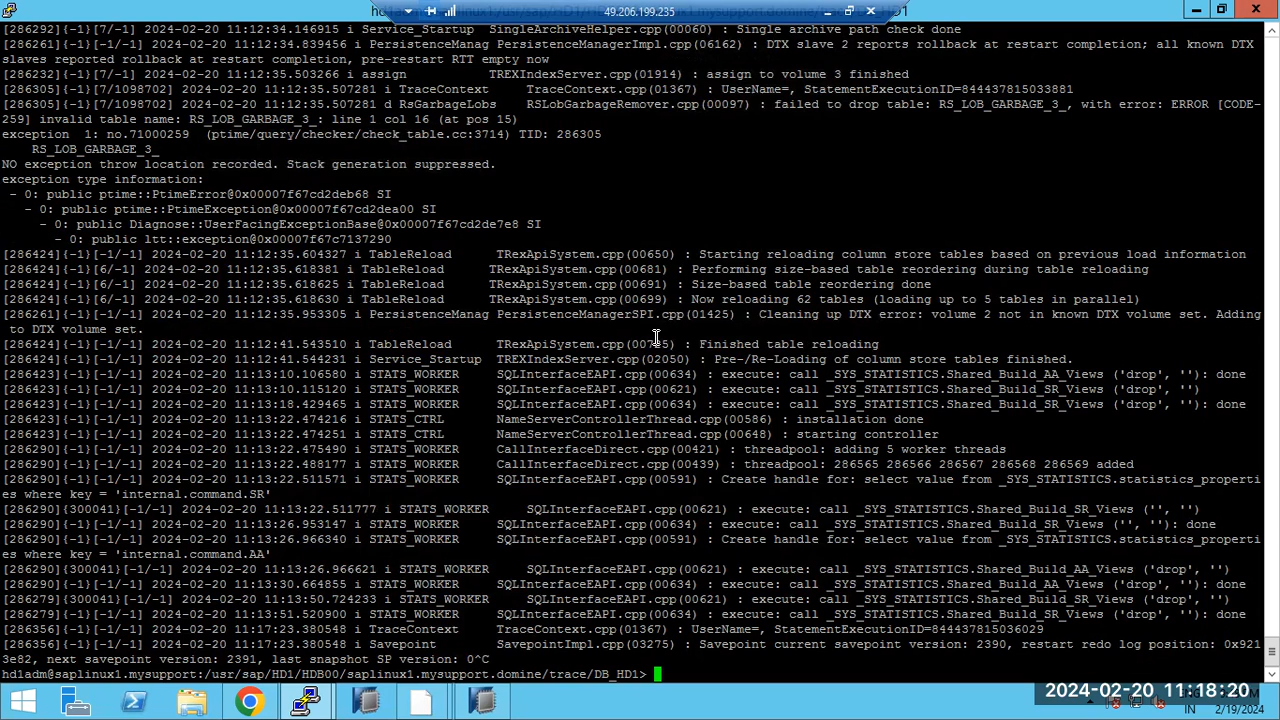 49.206.199.235
[286292]{-1}[7/-1] 2024-02-20 11:12:34.146915 i Service_Startup  SingleArchiveHelper.cpp(00060) : Single archive path check done
[286261]{-1}[-1/-1] 2024-02-20 11:12:34.839456 i PersistenceManag PersistenceManagerImpl.cpp(06162) : DTX slave 2 reports rollback at restart completion; all known DTX
slaves reported rollback at restart completion, pre-restart RTT empty now
[286232]{-1}[7/-1] 2024-02-20 11:12:35.503266 i assign           TREXIndexServer.cpp(01914) : assign to volume 3 finished
[286305]{-1}[7/1098702] 2024-02-20 11:12:35.507281 i TraceContext     TraceContext.cpp(01367) : UserName=, StatementExecutionID=844437815033881
[286305]{-1}[7/1098702] 2024-02-20 11:12:35.507281 d RsGarbageLobs    RSLobGarbageRemover.cpp(00097) : failed to drop table: RS_LOB_GARBAGE_3_, with error: ERROR [CODE-
259] invalid table name: RS_LOB_GARBAGE_3_: line 1 col 16 (at pos 15)
exception  1: no.71000259  (ptime/query/checker/check_table.cc:3714) TID: 286305
RS_LOB_GARBAGE_3_
NO exception throw location recorded. Stack generation suppressed.
exception type information:
- 0: public ptime::PtimeError@0x00007f67cd2deb68 SI
- 0: public ptime::PtimeException@0x00007f67cd2dea00 SI
- 0: public Diagnose::UserFacingExceptionBase@0x00007f67cd2de7e8 SI
- 0: public ltt::exception@0x00007f67c7137290
[286424]{-1}[-1/-1] 2024-02-20 11:12:35.604327 i TableReload      TRexApiSystem.cpp(00650) : Starting reloading column store tables based on previous load information
[286424]{-1}[6/-1] 2024-02-20 11:12:35.618381 i TableReload      TRexApiSystem.cpp(00681) : Performing size-based table reordering during table reloading
[286424]{-1}[6/-1] 2024-02-20 11:12:35.618625 i TableReload      TRexApiSystem.cpp(00691) : Size-based table reordering done
[286424]{-1}[6/-1] 2024-02-20 11:12:35.618630 i TableReload      TRexApiSystem.cpp(00699) : Now reloading 62 tables (loading up to 5 tables in parallel)
[286261]{-1}[-1/-1] 2024-02-20 11:12:35.953305 i PersistenceManag PersistenceManagerSPI.cpp(01425) : Cleaning up DTX error: volume 2 not in known DTX volume set. Adding
to DTX volume set.
[286424]{-1}[-1/-1] 2024-02-20 11:12:41.543510 i TableReload      : Finished table reloading
[286424]{-1}[-1/-1] 2024-02-20 11:12:41.544231 i Service_Startup  TREXIndexServer.cpp(02050) : Pre-/Re-Loading of column store tables finished.
[286423]{-1}[-1/-1] 2024-02-20 11:13:10.106580 i STATS_WORKER     SQLInterfaceEAPI.cpp(00634) : execute: call _SYS_STATISTICS.Shared_Build_AA_Views ('drop', ''): done
[286423]{-1}[-1/-1] 2024-02-20 11:13:10.115120 i STATS_WORKER     SQLInterfaceEAPI.cpp(00621) : execute: call _SYS_STATISTICS.Shared_Build_SR_Views ('drop', '')
[286423]{-1}[-1/-1] 2024-02-20 11:13:18.429465 i STATS_WORKER     SQLInterfaceEAPI.cpp(00634) : execute: call _SYS_STATISTICS.Shared_Build_SR_Views ('drop', ''): done
[286423]{-1}[-1/-1] 2024-02-20 11:13:22.474216 i STATS_CTRL       NameServerControllerThread.cpp(00586) : installation done
[286423]{-1}[-1/-1] 2024-02-20 11:13:22.474251 i STATS_CTRL       NameServerControllerThread.cpp(00648) : starting controller
[286290]{-1}[-1/-1] 2024-02-20 11:13:22.475490 i STATS_WORKER     CallInterfaceDirect.cpp(00421) : threadpool: adding 5 worker threads
[286290]{-1}[-1/-1] 2024-02-20 11:13:22.488177 i STATS_WORKER     CallInterfaceDirect.cpp(00439) : threadpool: 286565 286566 286567 286568 286569 added
[286290]{-1}[-1/-1] 2024-02-20 11:13:22.511571 i STATS_WORKER     SQLInterfaceEAPI.cpp(00591) : Create handle for: select value from _SYS_STATISTICS.statistics_properti
es where key = 'internal.command.SR'
[286290]{300041}[-1/-1] 2024-02-20 11:13:22.511777 i STATS_WORKER     SQLInterfaceEAPI.cpp(00621) : execute: call _SYS_STATISTICS.Shared_Build_SR_Views ('', '')
[286290]{-1}[-1/-1] 2024-02-20 11:13:26.953147 i STATS_WORKER     SQLInterfaceEAPI.cpp(00634) : execute: call _SYS_STATISTICS.Shared_Build_SR_Views ('', ''): done
[286290]{-1}[-1/-1] 2024-02-20 11:13:26.966340 i STATS_WORKER     SQLInterfaceEAPI.cpp(00591) : Create handle for: select value from _SYS_STATISTICS.statistics_properti
es where key = 'internal.command.AA'
[286290]{300041}[-1/-1] 2024-02-20 11:13:26.966621 i STATS_WORKER     SQLInterfaceEAPI.cpp(00621) : execute: call _SYS_STATISTICS.Shared_Build_AA_Views ('drop', '')
[286290]{-1}[-1/-1] 2024-02-20 11:13:30.664855 i STATS_WORKER     SQLInterfaceEAPI.cpp(00634) : execute: call _SYS_STATISTICS.Shared_Build_AA_Views ('drop', ''): done
[286279]{300041}[-1/-1] 2024-02-20 11:13:50.724233 i STATS_WORKER     SQLInterfaceEAPI.cpp(00621) : execute: call _SYS_STATISTICS.Shared_Build_SR_Views ('drop', '')
[286279]{-1}[-1/-1] 2024-02-20 11:13:51.520900 i STATS_WORKER     SQLInterfaceEAPI.cpp(00634) : execute: call _SYS_STATISTICS.Shared_Build_SR_Views ('drop', ''): done
[286356]{-1}[-1/-1] 2024-02-20 11:17:23.380548 i TraceContext     TraceContext.cpp(01367) : UserName=, StatementExecutionID=844437815036029
[286356]{-1}[-1/-1] 2024-02-20 11:17:23.380548 i Savepoint        SavepointImpl.cpp(03275) : Savepoint current savepoint version: 2390, restart redo log position: 0x921
3e82, next savepoint version: 2391, last snapshot SP version: 0^C
hd1adm@saplinux1.mysupport:/usr/sap/HD1/HDB00/saplinux1.mysupport.domine/trace/DB_HD1>
2024-02-20 11:18:20
IN
2/19/2024